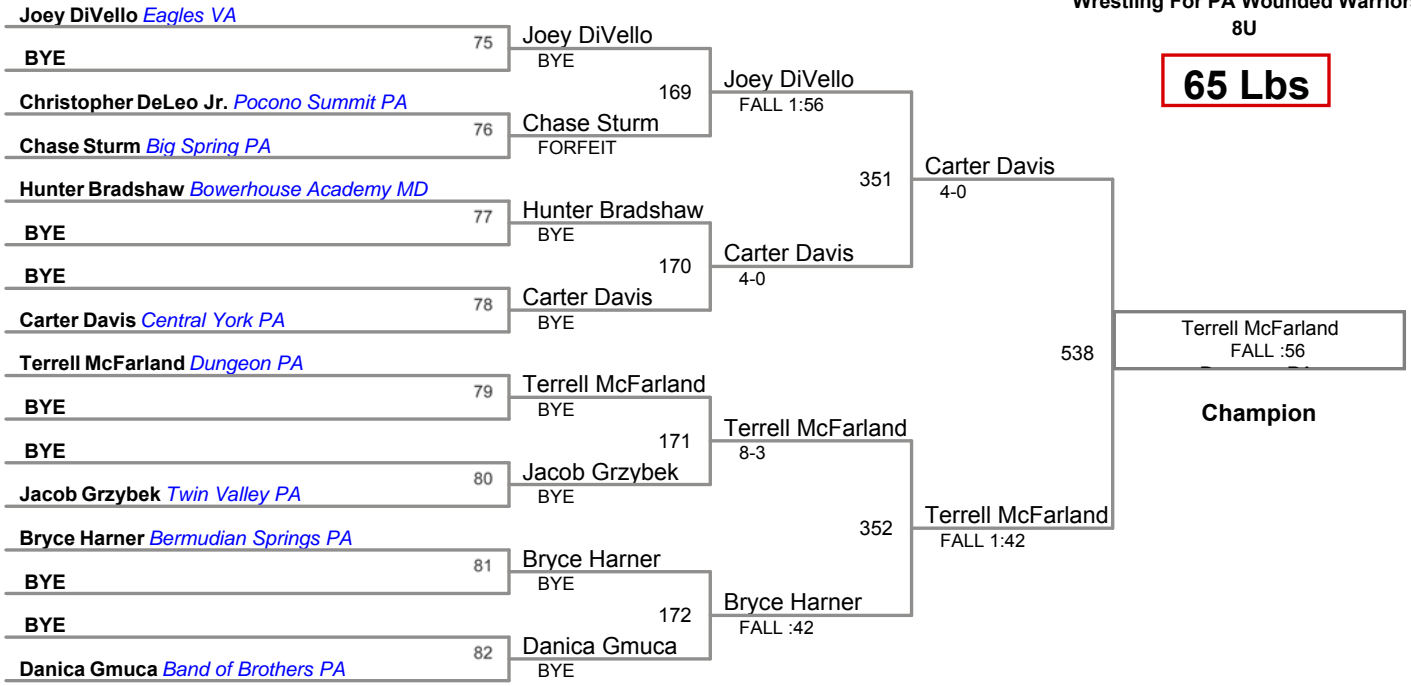 Wrestling For PA Wounded Warriors
8U
65 Lbs
Joey DiVello Eagles VA
75
BYE
Joey DiVello
BYE
Christopher DeLeo Jr. Pocono Summit PA
76
Chase Sturm Big Spring PA
Chase Sturm
FORFEIT
169
Joey DiVello
FALL 1:56
Hunter Bradshaw Bowerhouse Academy MD
77
BYE
Hunter Bradshaw
BYE
BYE
78
Carter Davis Central York PA
Carter Davis
BYE
170
Carter Davis
4-0
351
Carter Davis
4-0
Terrell McFarland Dungeon PA
79
BYE
Terrell McFarland
BYE
BYE
80
Jacob Grzybek Twin Valley PA
Jacob Grzybek
BYE
171
Terrell McFarland
8-3
Bryce Harner Bermudian Springs PA
81
BYE
Bryce Harner
BYE
BYE
82
Danica Gmuca Band of Brothers PA
Danica Gmuca
BYE
172
Bryce Harner
FALL :42
352
Terrell McFarland
FALL 1:42
538
Terrell McFarland
FALL :56
Champion